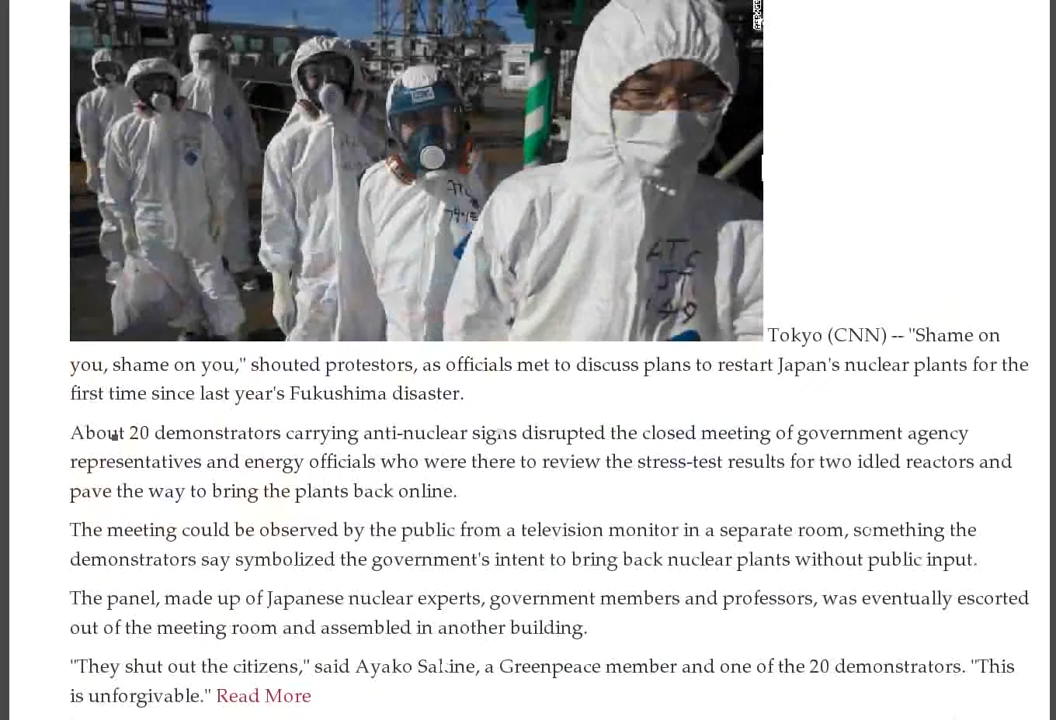 ATC
JT
149
Tokyo (CNN) -- "Shame on
you, shame on you," shouted protestors, as officials met to discuss plans to restart Japan's nuclear plants for the
first time since last year's Fukushima disaster.
About 20 demonstrators carrying anti-nuclear signs disrupted the closed meeting of government agency
representatives and energy officials who were there to review the stress-test results for two idled reactors and
pave the way to bring the plants back online.
The meeting could be observed by the public from a television monitor in a separate room, something the
demonstrators say symbolized the government's intent to bring back nuclear plants without public input.
The panel, made up of Japanese nuclear experts, government members and professors, was eventually escorted
out of the meeting room and assembled in another building.
"They shut out the citizens," said Ayako a Greenpeace member and one of the 20 demonstrators. "This
is unforgivable." Read More